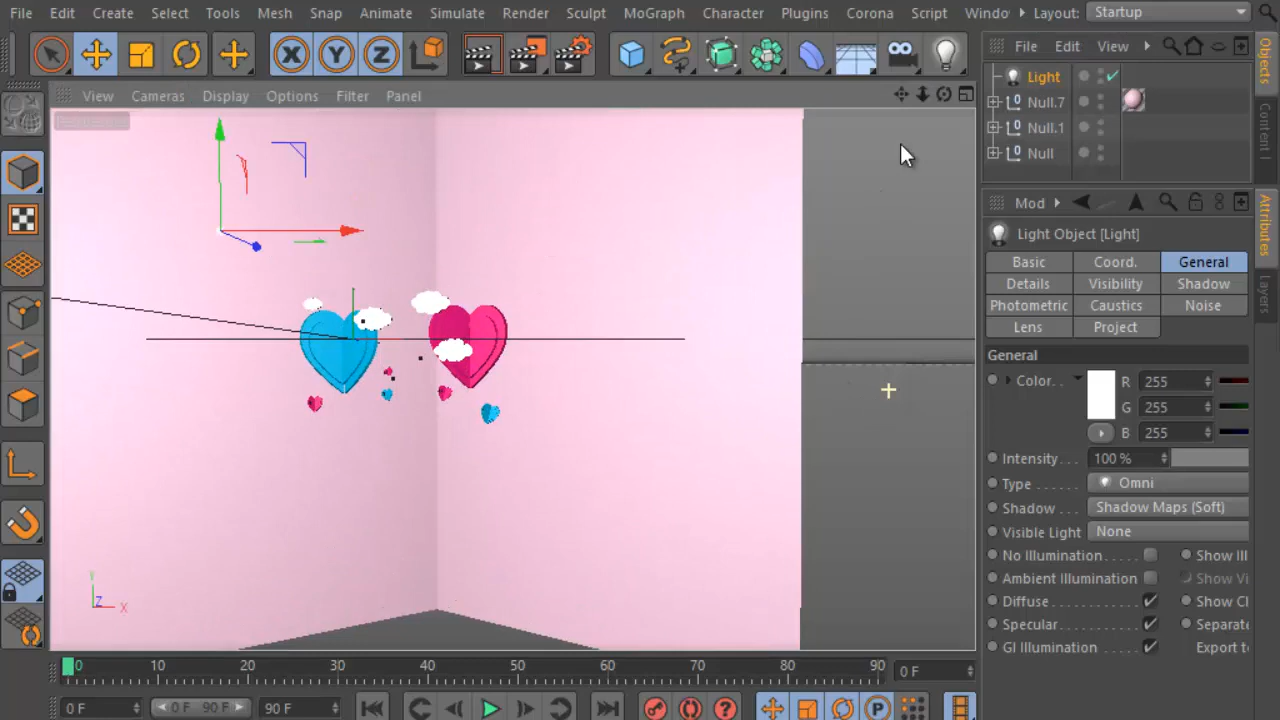 File Edit Create Select Tools Mesh Snap Animate Simulate Render Sculpt MoGraph Character Plugins Corona Script Windo Layout: Startup
X Y Z
File Edit View
View Cameras Display Options Filter Panel
Light
Null.7
Null.1
Null
Objects
Content
Mod
Light Object [Light]
Basic Coord. General
Details Visibility Shadow
Photometric Caustics Noise
Lens Project
Attributes
Layers
General
Color. . R 255
G 255
B 255
Intensity . . . 100 %
Type . . . . . . Omni
Shadow . . . Shadow Maps (Soft)
Visible Light None
No Illumination . . . . . Show Ill
Ambient Illumination Show Vi
Diffuse . . . . . . . . . . . . Show Cl
Specular . . . . . . . . . . Separate
GI Illumination . . . . . Export to
Y
Z X
0 10 20 30 40 50 60 70 80 90 0 F
0 F 0 F 90 F 90 F
? P